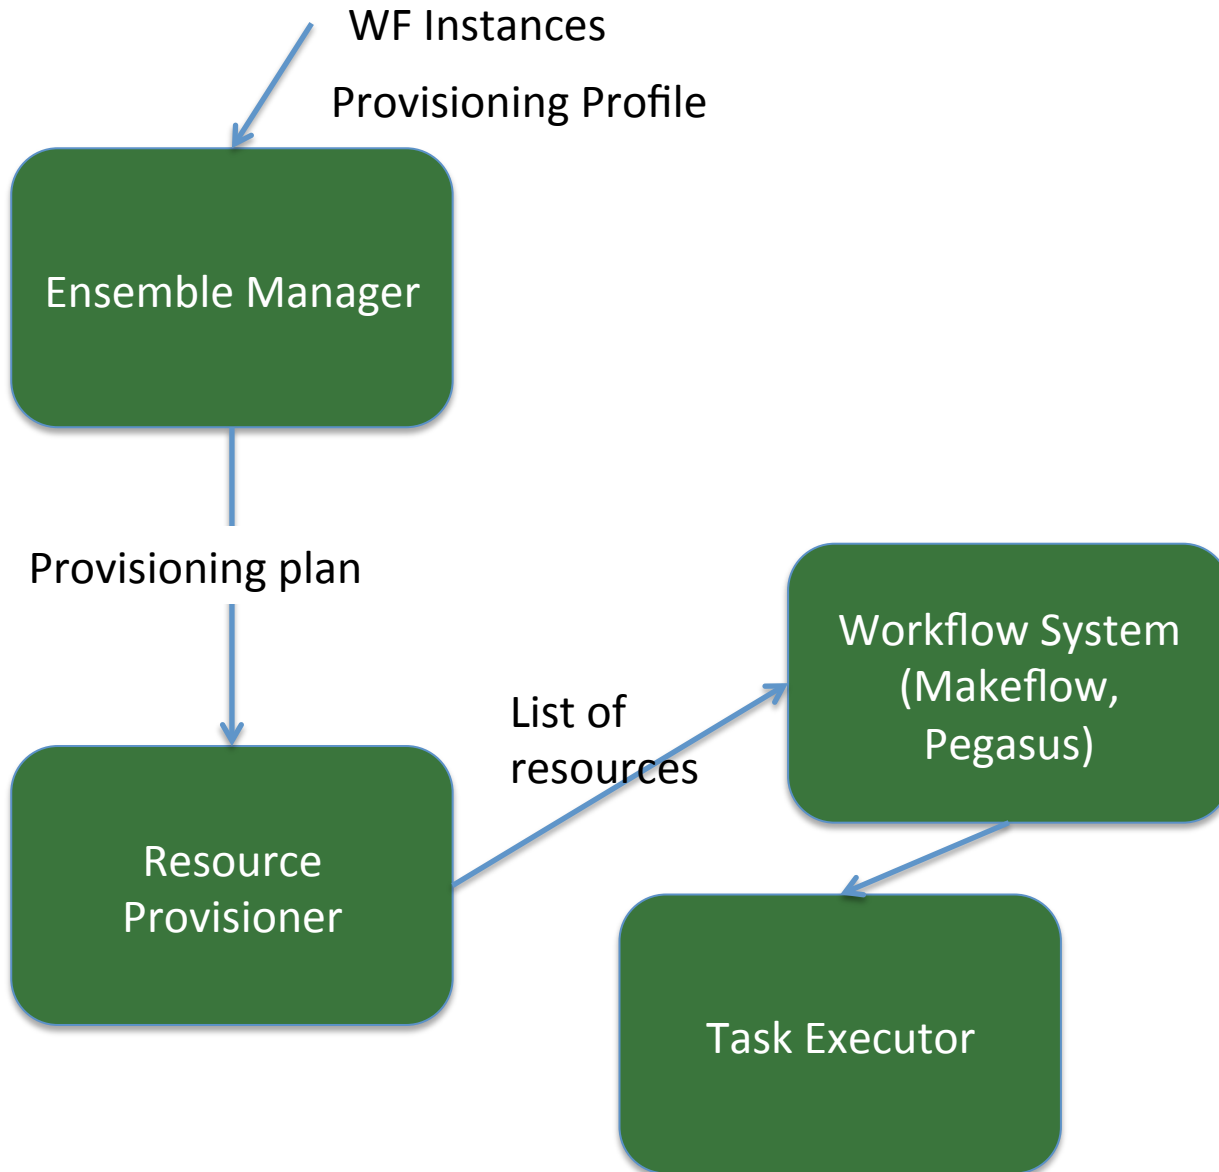 WF Instances
Provisioning Profile
Ensemble Manager
Provisioning plan
List of
resources
Workflow System
(Makeflow,
Pegasus)
Resource
Provisioner
Task Executor